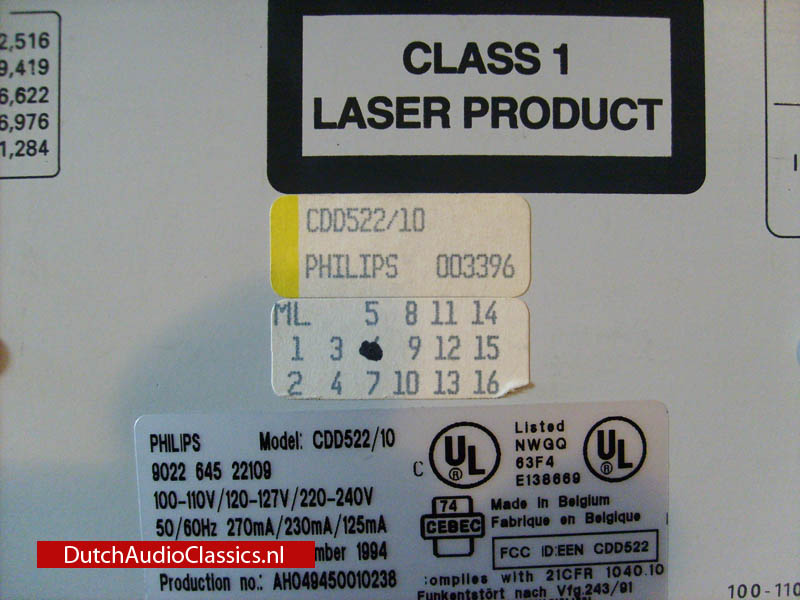 2,516
9,419
6,622
6,976
1,284
CLASS 1
LASER PRODUCT
CDD522/10
PHILIPS 003396
ML 5 8 11 14
1 3 9 12 15
2 4 7 10 13 16
PHILIPS Model: CDD522/10
9022 645 22109
100-110V/120-127V/220-240V
50/60Hz 270mA/230mA/125mA
mber 1994
Production no.: AH049450010238
C UL ® UL ®
Listed
NWGQ
63F4
E138669
74
CEBEC
Made in Belgium
Fabrique en Belgique
FCC ID:EEN CDD522
omplies with 21CFR 1040.10
Funkentstört nach Vfg.243/91
100-110
DutchAudioClassics.nl